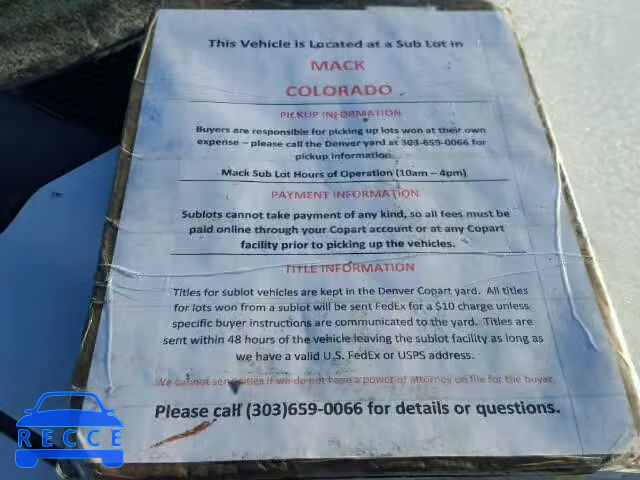 This Vehicle is Located at a Sub Lot in
MACK
COLORADO
PICKUP INFORMATION
Buyers are responsible for picking up lots won at their own
expense – please call the Denver yard at 303-659-0066 for
pickup information.
Mack Sub Lot Hours of Operation (10am – 4pm)
PAYMENT INFORMATION
Sublots cannot take payment of any kind, so all fees must be
paid online through your Copart account or at any Copart
facility prior to picking up the vehicles.
TITLE INFORMATION
Titles for sublot vehicles are kept in the Denver Copart yard. All titles
for lots won from a sublot will be sent FedEx for a $10 charge unless
specific buyer instructions are communicated to the yard. Titles are
sent within 48 hours of the vehicle leaving the sublot facility as long as
we have a valid U.S. FedEx or USPS address.
We cannot send titles if we do not have a power of attorney on file for the buyer.
Please call (303)659-0066 for details or questions.
RECCE